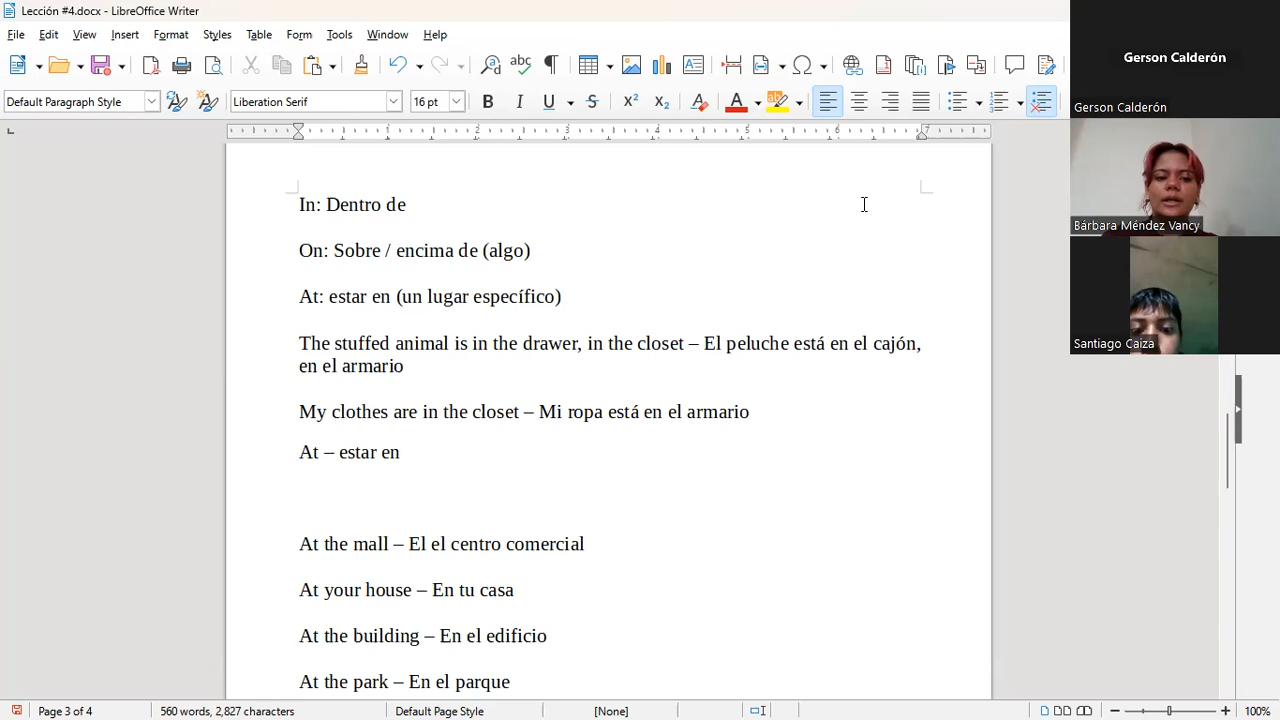 Lección #4.docx - LibreOffice Writer
File Edit View Insert Format Styles Table Form Tools Window Help
Default Paragraph Style Liberation Serif 16 pt
In: Dentro de
On: Sobre / encima de (algo)
At: estar en (un lugar específico)
The stuffed animal is in the drawer, in the closet – El peluche está en el cajón,
en el armario
My clothes are in the closet – Mi ropa está en el armario
At – estar en
At the mall – El el centro comercial
At your house – En tu casa
At the building – En el edificio
At the park – En el parque
Page 3 of 4 560 words, 2,827 characters Default Page Style [None] 100%
Gerson Calderón
Gerson Calderón
Bárbara Méndez Vancy
Santiago Caiza